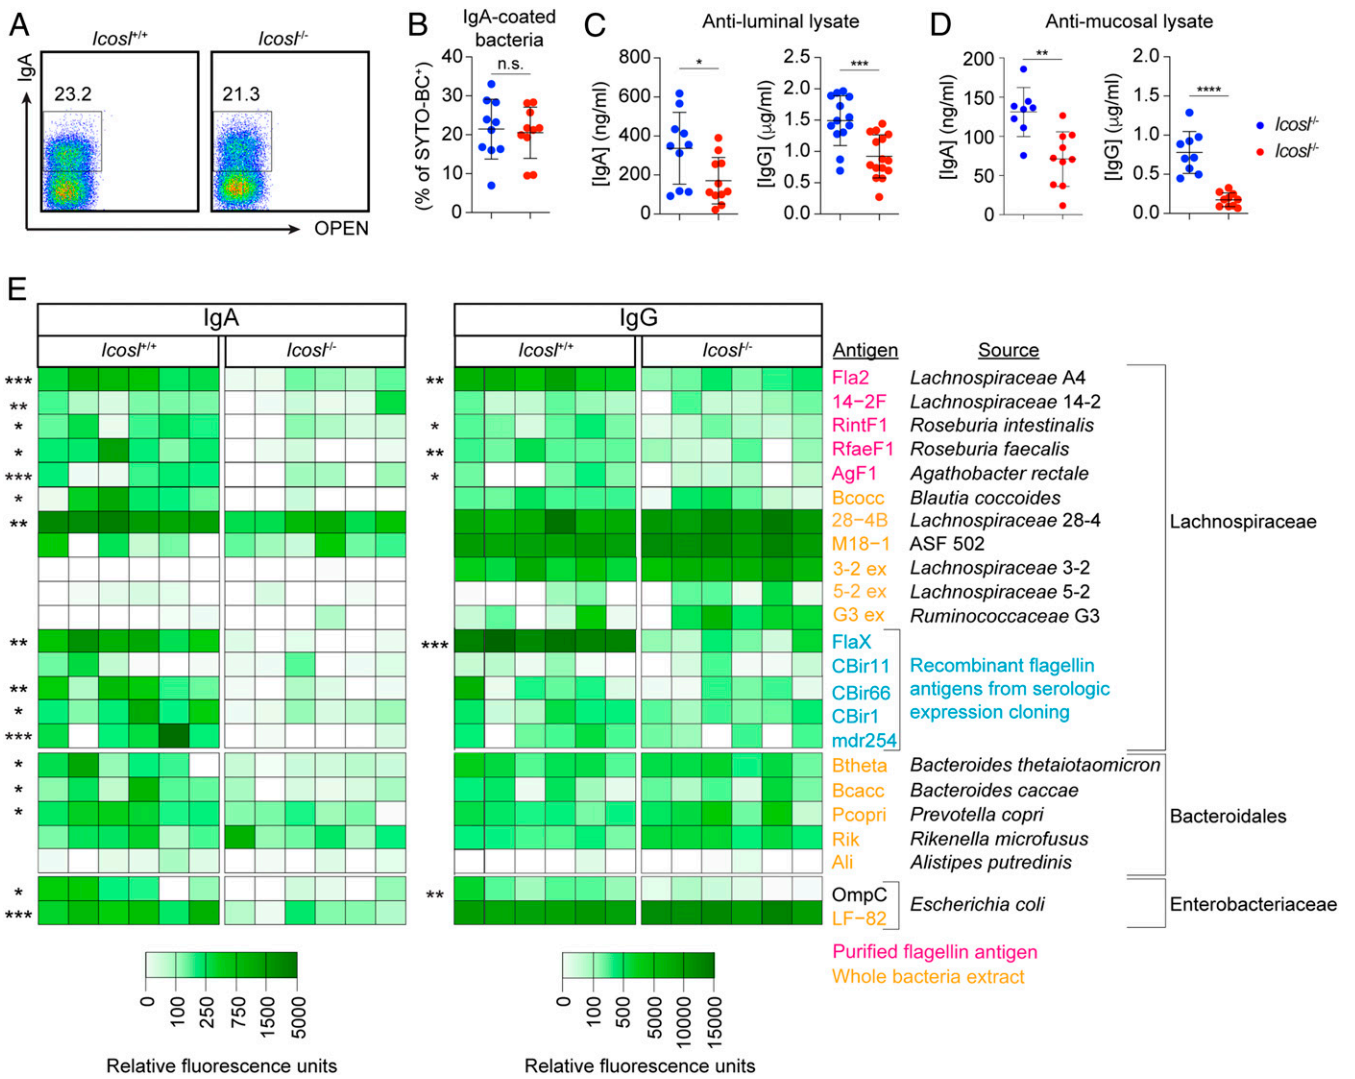 A
Icosl+/+
Icosl-/-
IgA
23.2
21.3
OPEN
B
IgA-coated
bacteria
(% of SYTO-BC+)
40
30
20
10
0
n.s.
C
Anti-luminal lysate
[IgA] (ng/ml)
800
600
400
200
0
*
[IgG] (µg/ml)
2.5
2.0
1.5
1.0
0.5
0.0
***
D
Anti-mucosal lysate
[IgA] (ng/ml)
200
150
100
50
0
**
[IgG] (µg/ml)
2.0
1.5
1.0
0.5
0.0
****
Icosl-/-
Icosl-/-
E
IgA
Icosl+/+
Icosl-/-
IgG
Icosl+/+
Icosl-/-
Antigen Source
*** ** Fla2 Lachnospiraceae A4
** 14-2F Lachnospiraceae 14-2
* * RintF1 Roseburia intestinalis
* ** RfaeF1 Roseburia faecalis
*** * AgF1 Agathobacter rectale
* Bcocc Blautia coccoides
** 28-4B Lachnospiraceae 28-4
M18-1 ASF 502
3-2 ex Lachnospiraceae 3-2
5-2 ex Lachnospiraceae 5-2
G3 ex Ruminococcaceae G3
Lachnospiraceae
** *** FlaX
CBir11
** CBir66
* CBir1
*** mdr254
Recombinant flagellin
antigens from serologic
expression cloning
* Btheta Bacteroides thetaiotaomicron
* Bcacc Bacteroides caccae
* Pcopri Prevotella copri
Rik Rikenella microfusus
Ali Alistipes putredinis
Bacteroidales
* ** OmpC
*** LF-82
Escherichia coli
Enterobacteriaceae
Purified flagellin antigen
Whole bacteria extract
0 100 250 750 1500 5000
Relative fluorescence units
0 100 500 5000 10000 15000
Relative fluorescence units